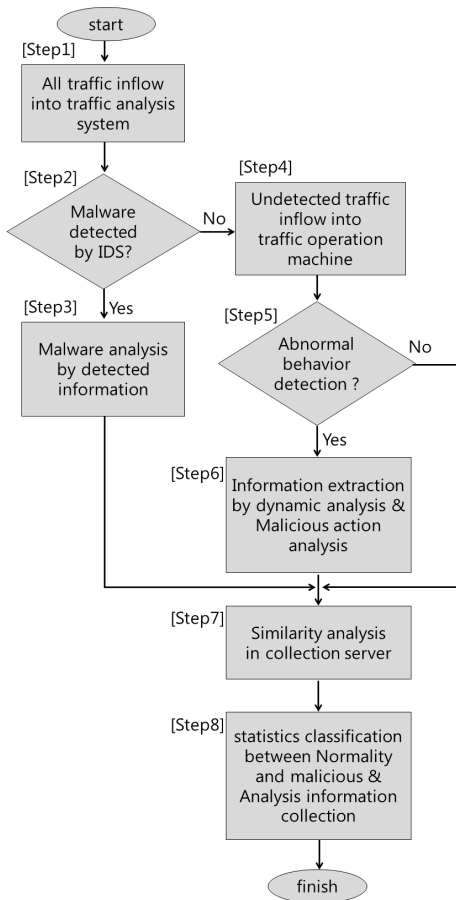 start
[Step1]
All traffic inflow
into traffic analysis
system
[Step2]
Malware
detected
by IDS?
No
Yes
[Step3]
Malware analysis
by detected
information
[Step4]
Undetected traffic
inflow into
traffic operation
machine
[Step5]
Abnormal
behavior
detection ?
No
Yes
[Step6]
Information extraction
by dynamic analysis &
Malicious action
analysis
[Step7]
Similarity analysis
in collection server
[Step8]
statistics classification
between Normality
and malicious &
Analysis information
collection
finish